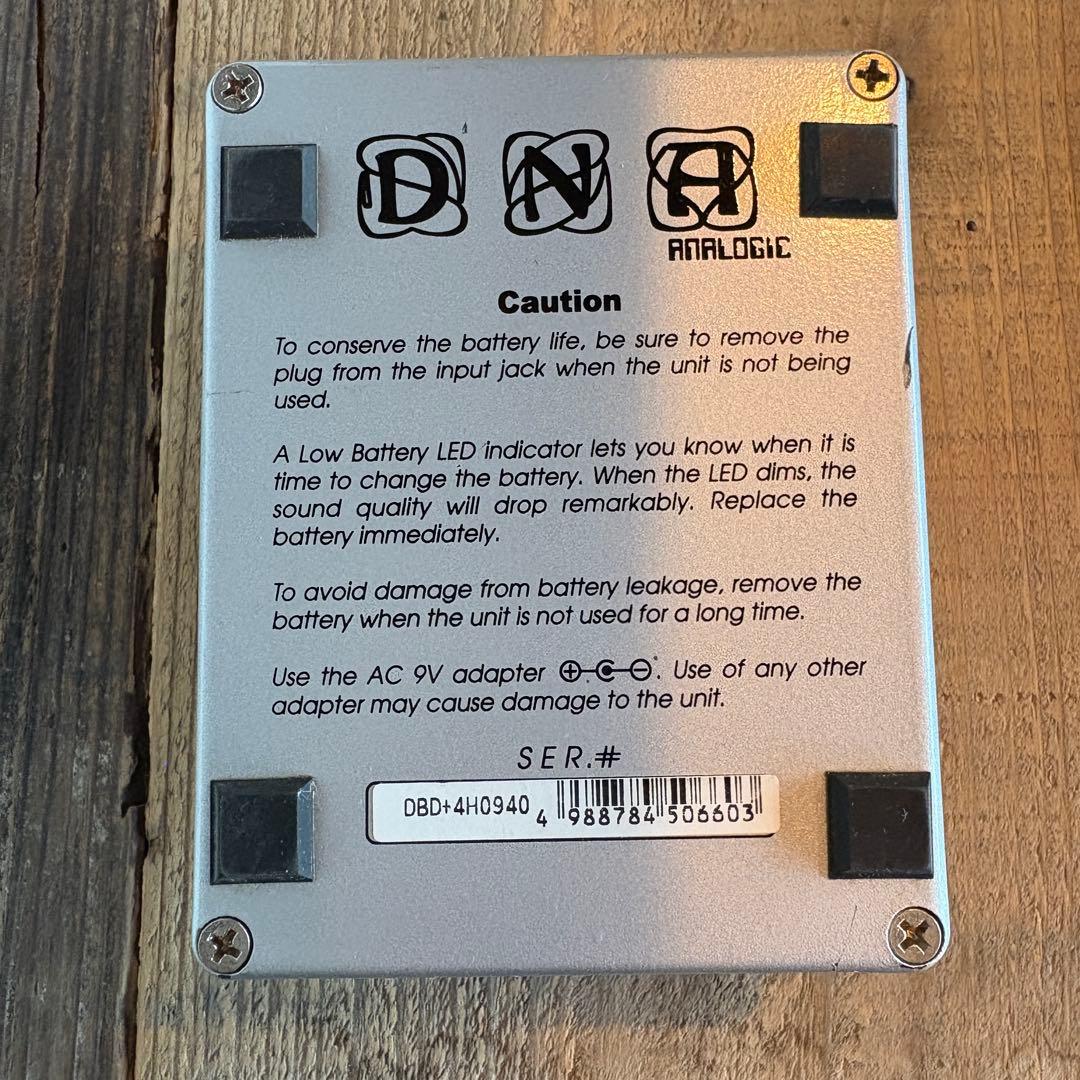 DNA
ANALOGIC
Caution
To conserve the battery life, be sure to remove the
plug from the input jack when the unit is not being
used.
A Low Battery LED indicator lets you know when it is
time to change the battery. When the LED dims, the
sound quality will drop remarkably. Replace the
battery immediately.
To avoid damage from battery leakage, remove the
battery when the unit is not used for a long time.
Use the AC 9V adapter ⊕-C-⊖. Use of any other
adapter may cause damage to the unit.
SER.#
DBD+4H0940 4 988784 506603